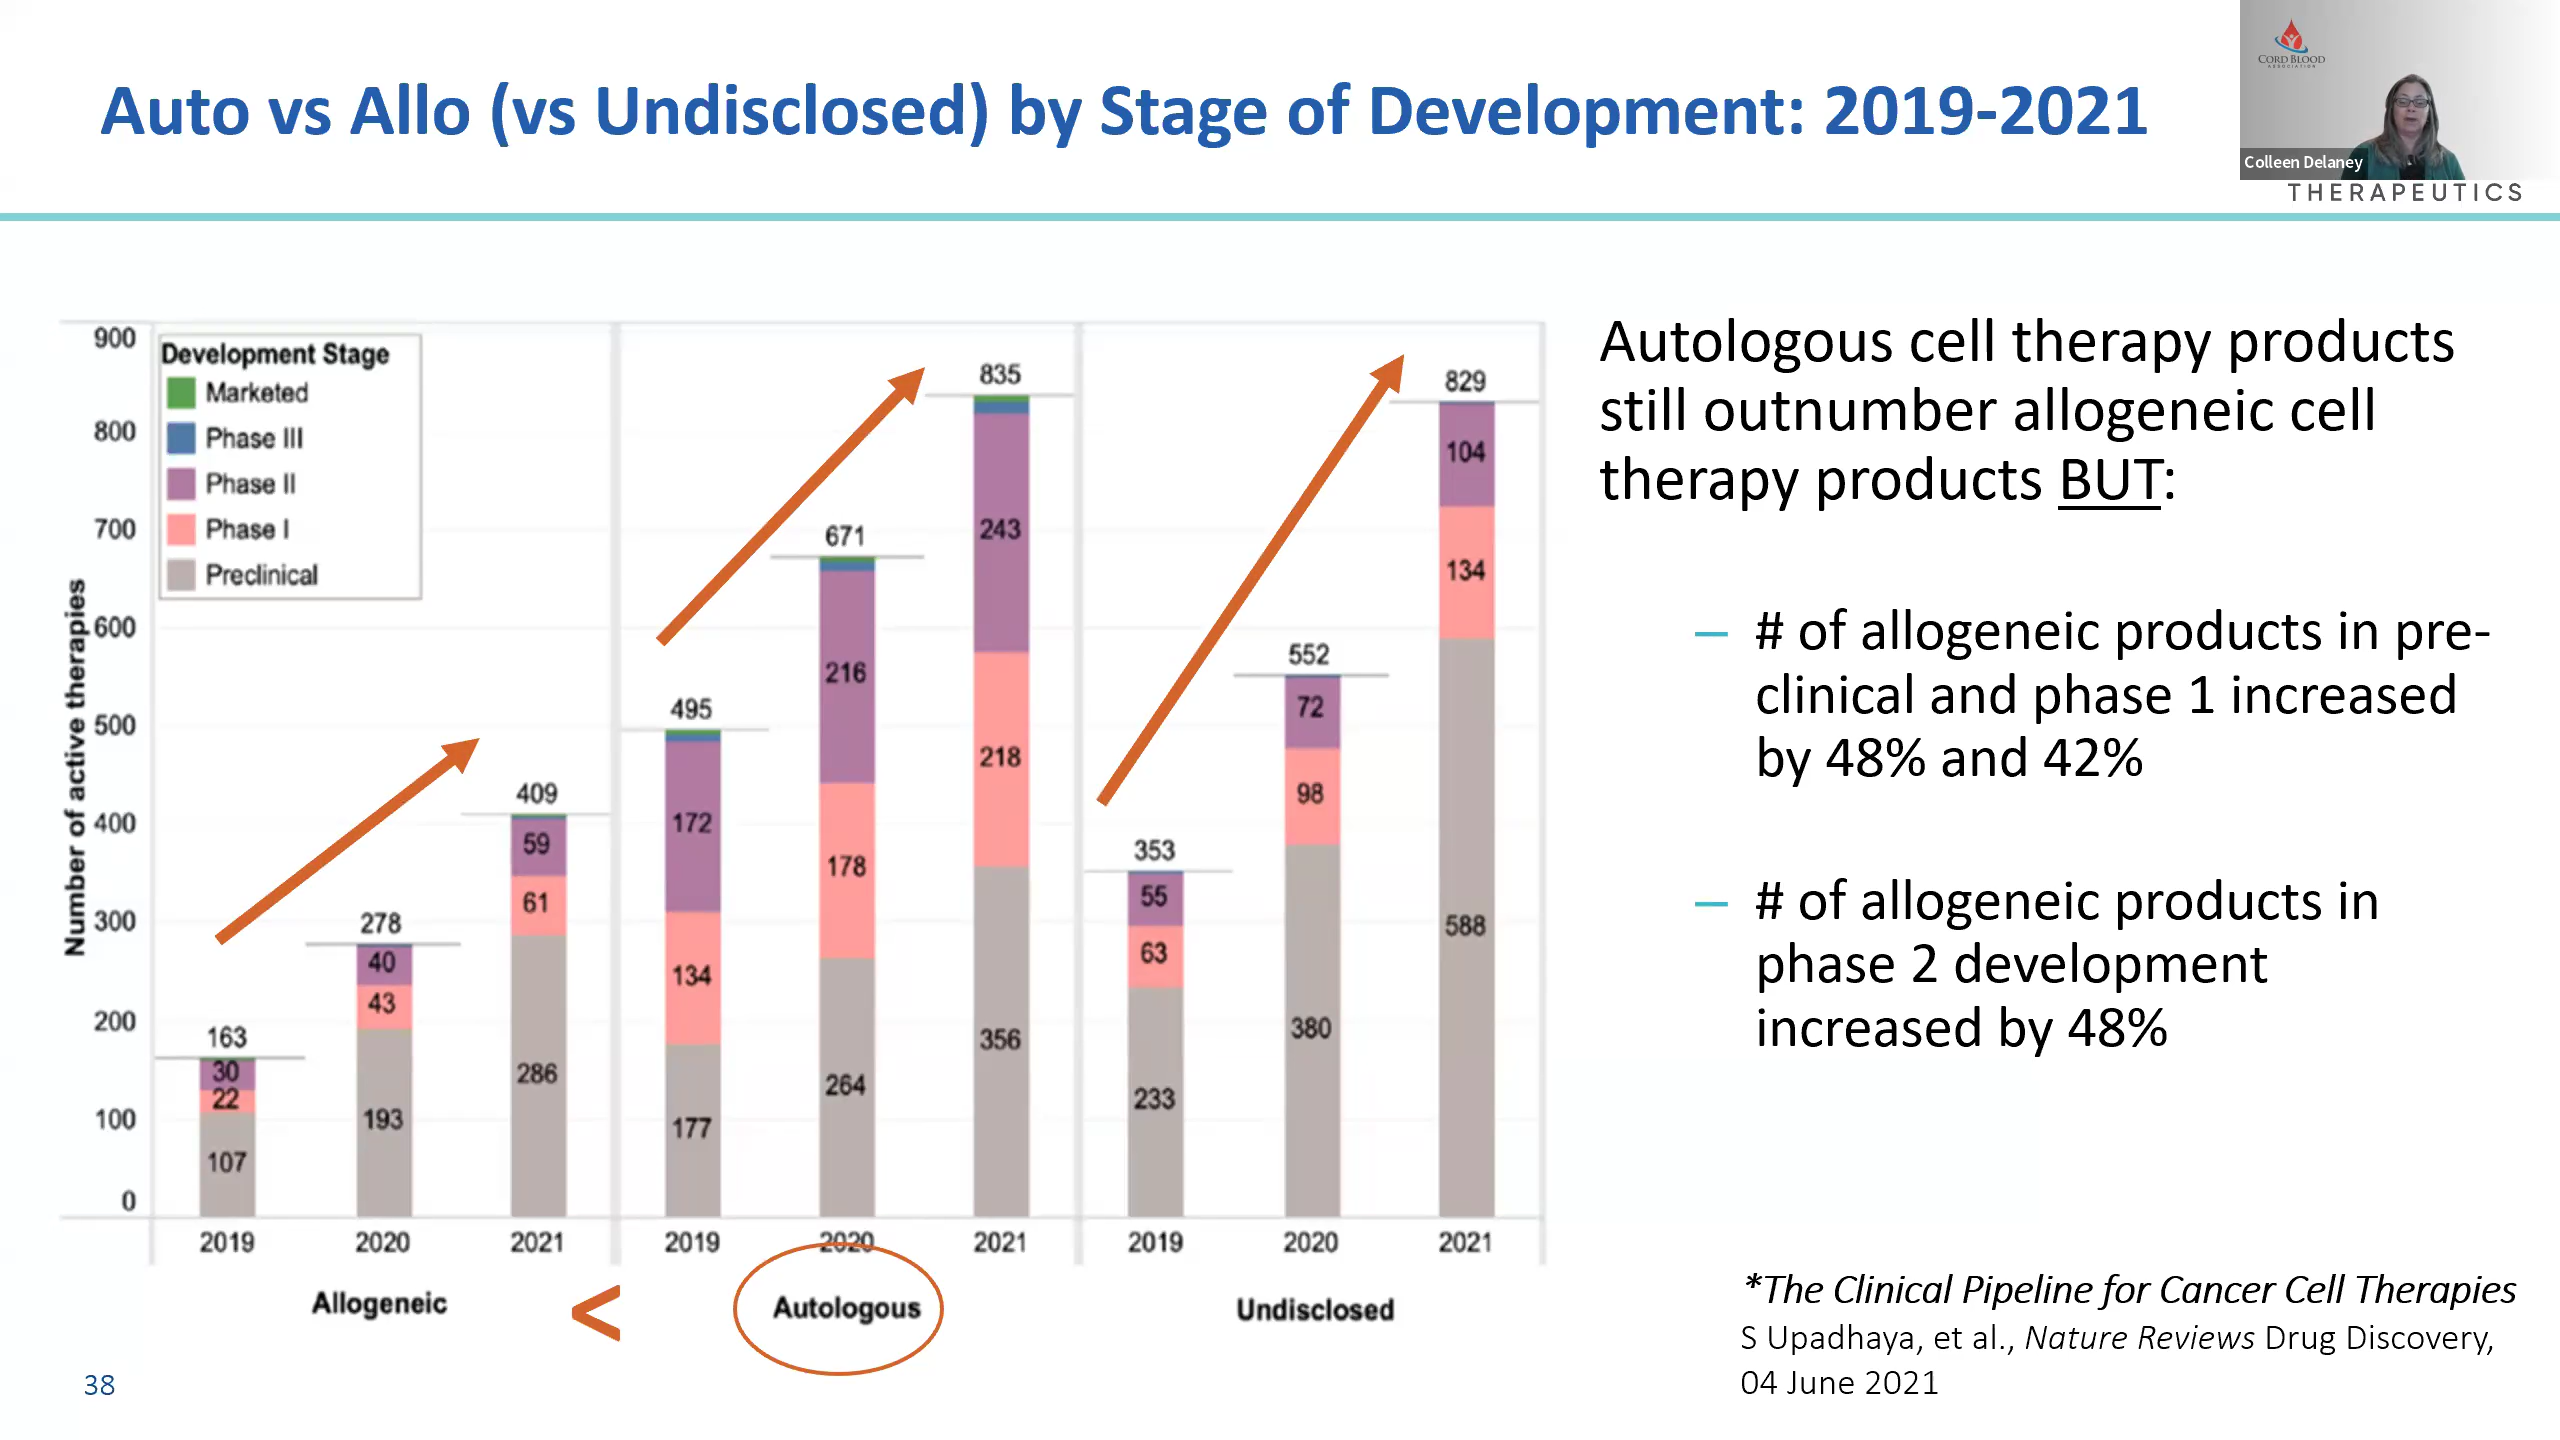 Auto vs Allo (vs Undisclosed) by Stage of Development: 2019-2021
CORD BLOOD
ASSOCIATION
Colleen Delaney
THERAPEUTICS
Number of active therapies
900
800
700
600
500
400
300
200
100
0
Development Stage
Marketed
Phase III
Phase II
Phase I
Preclinical
163
30
22
107
278
40
43
193
409
59
61
286
495
172
134
177
671
216
178
264
835
243
218
356
353
55
63
233
552
72
98
380
829
104
134
588
2019 2020 2021 2019 2020 2021 2019 2020 2021
Allogeneic < Autologous Undisclosed
Autologous cell therapy products
still outnumber allogeneic cell
therapy products BUT:
– # of allogeneic products in pre-
clinical and phase 1 increased
by 48% and 42%
– # of allogeneic products in
phase 2 development
increased by 48%
*The Clinical Pipeline for Cancer Cell Therapies
S Upadhaya, et al., Nature Reviews Drug Discovery,
04 June 2021
38